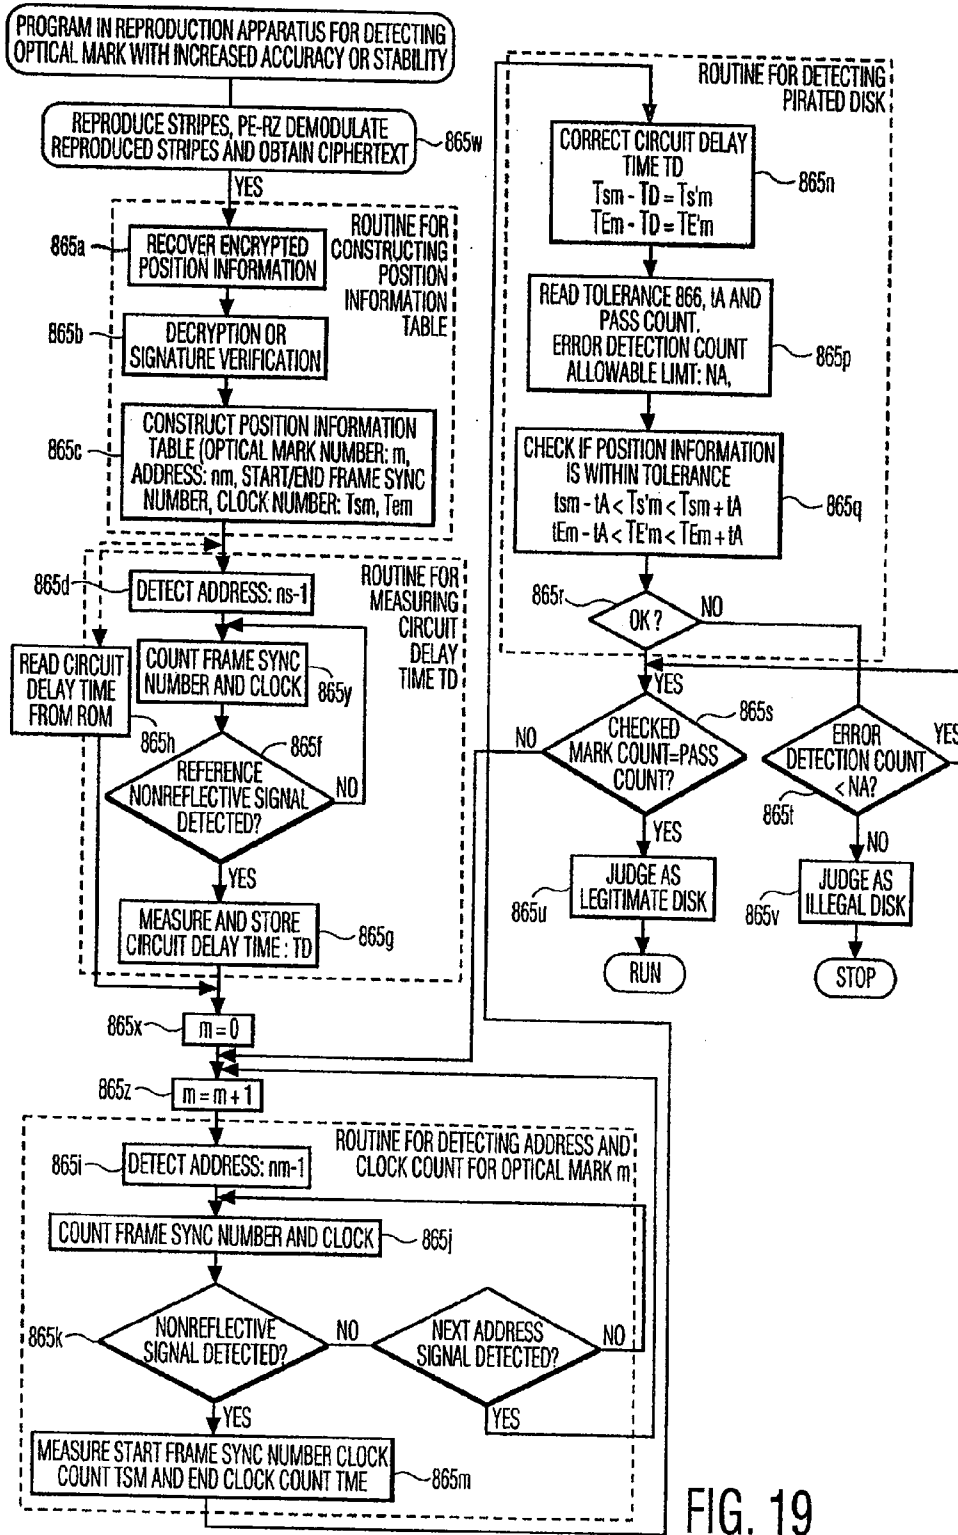 PROGRAM IN REPRODUCTION APPARATUS FOR DETECTING
OPTICAL MARK WITH INCREASED ACCURACY OR STABILITY
REPRODUCE STRIPES, PE-RZ DEMODULATE
REPRODUCED STRIPES AND OBTAIN CIPHERTEXT
865w
YES
ROUTINE FOR
CONSTRUCTING
POSITION
INFORMATION
TABLE
865a
RECOVER ENCRYPTED
POSITION INFORMATION
865b
DECRYPTION OR
SIGNATURE VERIFICATION
865c
CONSTRUCT POSITION INFORMATION
TABLE (OPTICAL MARK NUMBER: m,
ADDRESS: nm, START/END FRAME SYNC
NUMBER, CLOCK NUMBER: Tsm, Tem
ROUTINE FOR
MEASURING
CIRCUIT
DELAY
TIME TD
865d
DETECT ADDRESS: ns-1
COUNT FRAME SYNC
NUMBER AND CLOCK
865y
READ CIRCUIT
DELAY TIME
FROM ROM
865h
865f
REFERENCE
NONREFLECTIVE SIGNAL
DETECTED?
NO
YES
MEASURE AND STORE
CIRCUIT DELAY TIME : TD
865g
865x
m = 0
865z
m = m + 1
ROUTINE FOR DETECTING ADDRESS AND
CLOCK COUNT FOR OPTICAL MARK m
865i
DETECT ADDRESS: nm-1
COUNT FRAME SYNC NUMBER AND CLOCK
865j
865k
NONREFLECTIVE
SIGNAL DETECTED?
NO
NEXT ADDRESS
SIGNAL DETECTED?
NO
YES
YES
MEASURE START FRAME SYNC NUMBER CLOCK
COUNT TSM AND END CLOCK COUNT TME
865m
ROUTINE FOR DETECTING
PIRATED DISK
CORRECT CIRCUIT DELAY
TIME TD
Tsm - TD = Ts'm
TEm - TD = TE'm
865n
READ TOLERANCE 866, tA AND
PASS COUNT.
ERROR DETECTION COUNT
ALLOWABLE LIMT: NA,
865p
CHECK IF POSITION INFORMATION
IS WITHIN TOLERANCE
tsm - tA < Ts'm < Tsm + tA
tEm - tA < TE'm < TEm + tA
865q
865r
OK ?
NO
YES
865s
CHECKED
MARK COUNT=PASS
COUNT?
NO
YES
ERROR
DETECTION COUNT
< NA?
865t
YES
NO
865u
JUDGE AS
LEGITIMATE DISK
865v
JUDGE AS
ILLEGAL DISK
RUN
STOP
FIG. 19